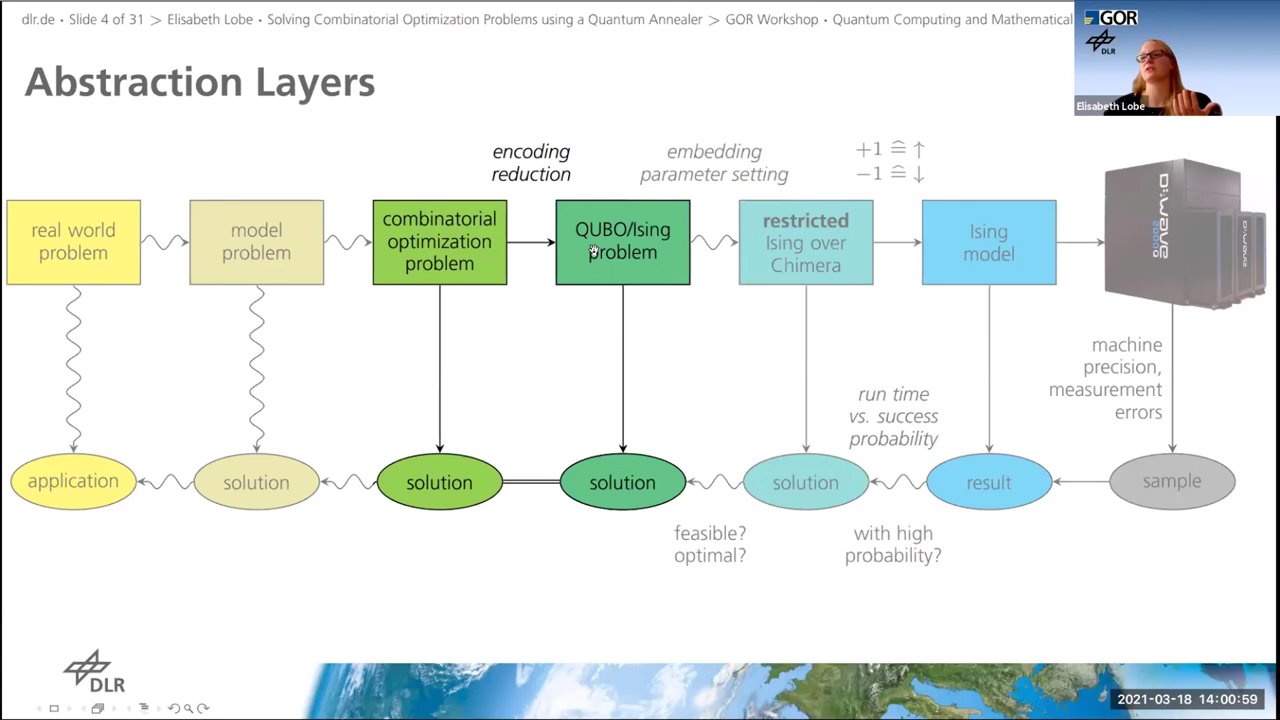 dlr.de • Slide 4 of 31 > Elisabeth Lobe • Solving Combinatorial Optimization Problems using a Quantum Annealer > GOR Workshop • Quantum Computing and Mathematical
GOR
DLR
Elisabeth Lobe
Abstraction Layers
encoding
reduction
embedding
parameter setting
+1 ≙ ↑
−1 ≙ ↓
real world
problem
model
problem
combinatorial
optimization
problem
QUBO/Ising
problem
restricted
Ising over
Chimera
Ising
model
D:WAVE
2000Q
D:WAVE
machine
precision,
measurement
errors
run time
vs. success
probability
application
solution
solution
solution
solution
result
sample
feasible?
optimal?
with high
probability?
DLR
2021-03-18 14:00:59